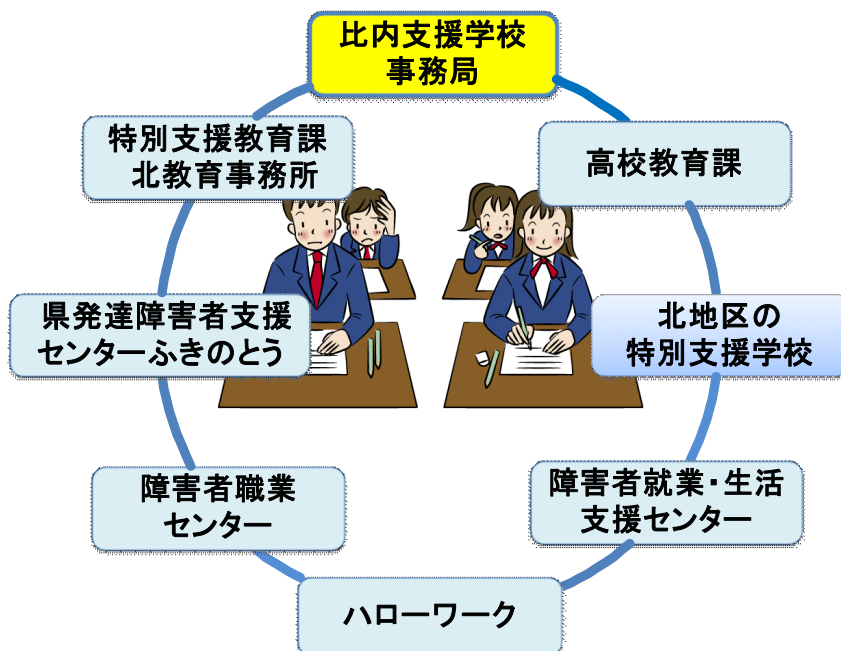 比内支援学校
事務局
特別支援教育課
北教育事務所
高校教育課
県発達障害者支援
センターふきのとう
北地区の
特別支援学校
障害者職業
センター
障害者就業・生活
支援センター
ハローワーク